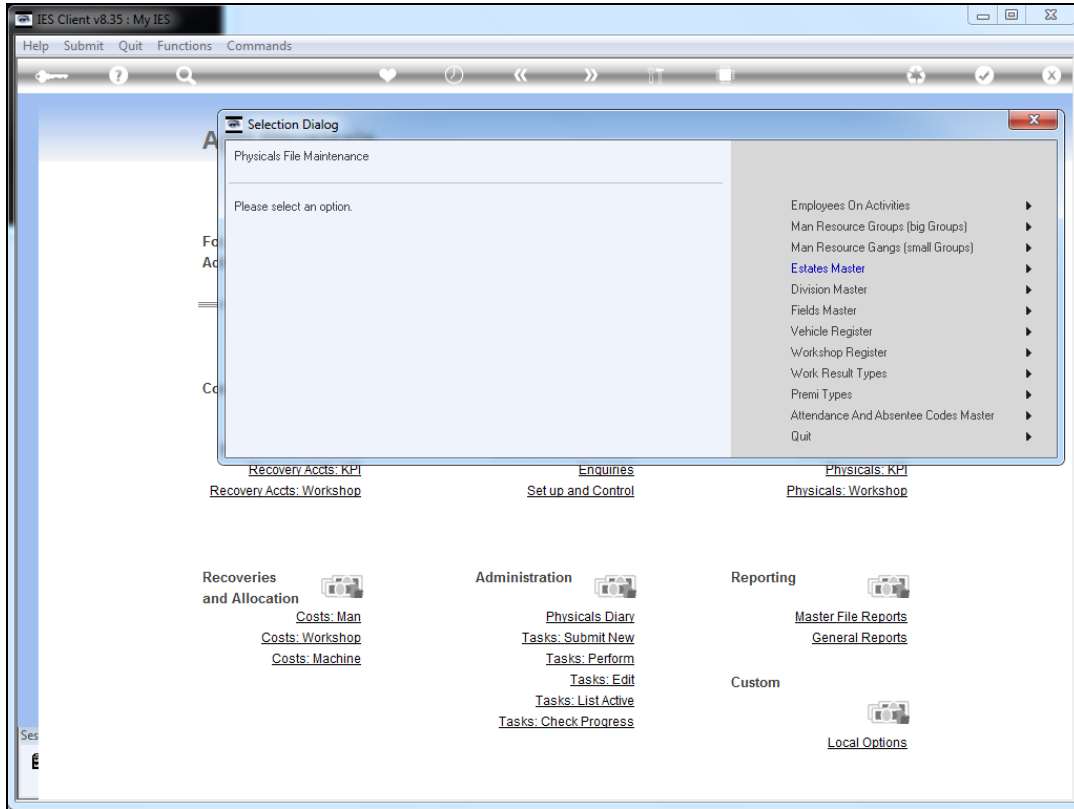 IES Client v8.35 : My IES
Help Submit Quit Functions Commands
Selection Dialog
Physicals File Maintenance
Please select an option.
Employees On Activities
Man Resource Groups (big Groups)
Man Resource Gangs (small Groups)
Estates Master
Division Master
Fields Master
Vehicle Register
Workshop Register
Work Result Types
Premi Types
Attendance And Absentee Codes Master
Quit
Recovery Accts: KPI
Enquiries
Physicals: KPI
Recovery Accts: Workshop
Set up and Control
Physicals: Workshop
Recoveries
and Allocation
Costs: Man
Costs: Workshop
Costs: Machine
Administration
Physicals Diary
Tasks: Submit New
Tasks: Perform
Tasks: Edit
Tasks: List Active
Tasks: Check Progress
Reporting
Master File Reports
General Reports
Custom
Local Options
Ses